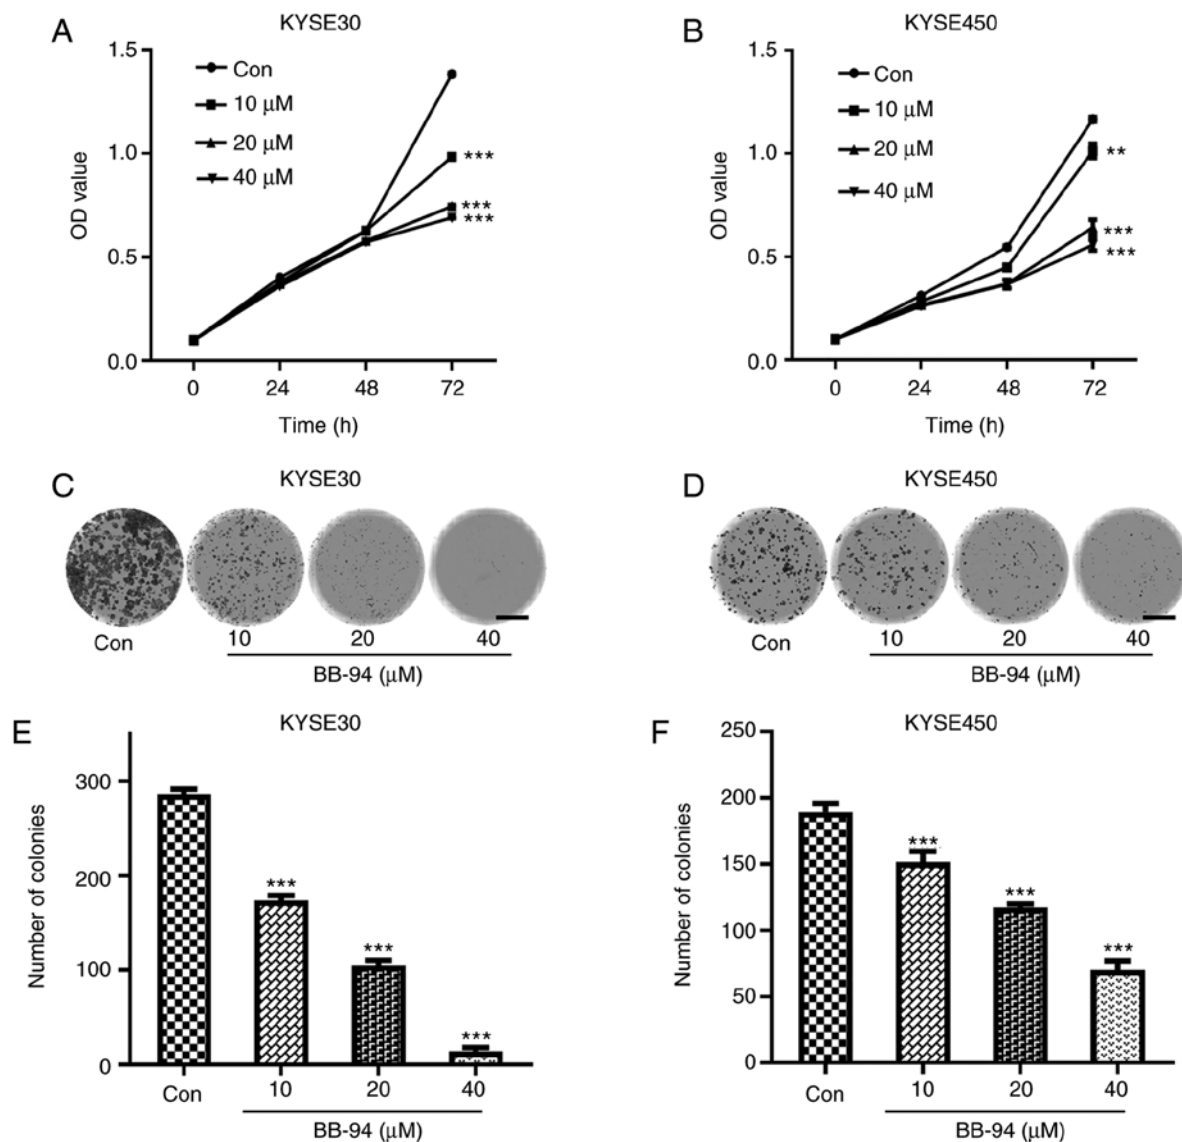 A
KYSE30
1.5
1.0
0.5
0.0
OD value
Con
10 µM
20 µM
40 µM
***
***
***
0 24 48 72
Time (h)
B
KYSE450
1.5
1.0
0.5
0.0
OD value
Con
10 µM
20 µM
40 µM
**
***
***
0 24 48 72
Time (h)
C
KYSE30
Con 10 20 40
BB-94 (µM)
D
KYSE450
Con 10 20 40
BB-94 (µM)
E
KYSE30
300
200
100
0
Number of colonies
***
***
***
Con 10 20 40
BB-94 (µM)
F
KYSE450
250
200
150
100
50
0
Number of colonies
***
***
***
Con 10 20 40
BB-94 (µM)